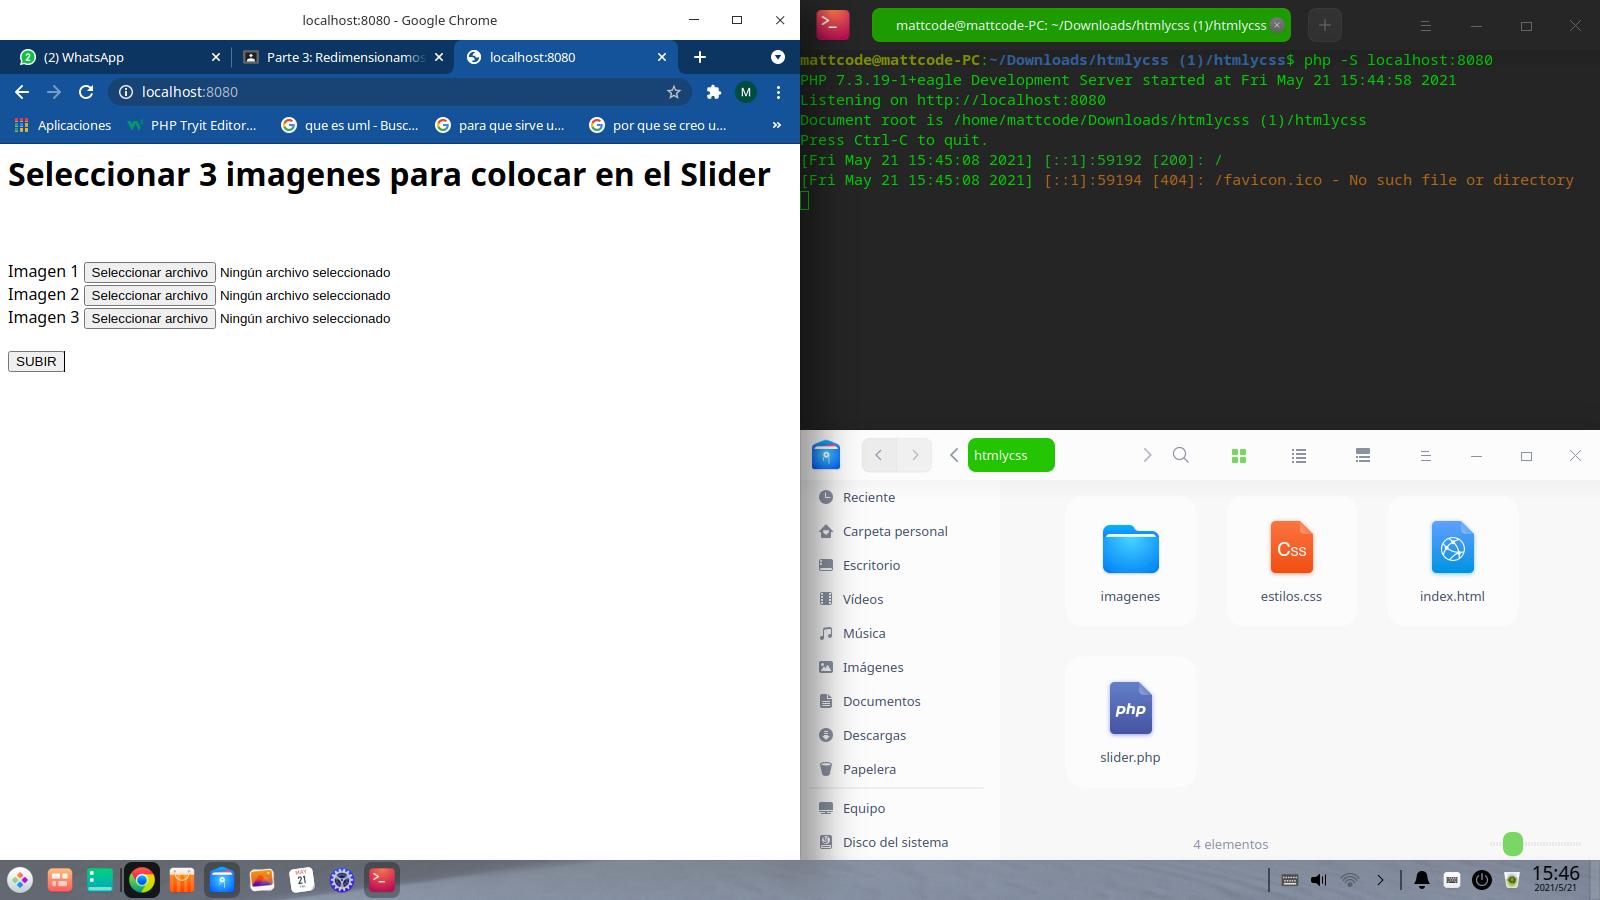 localhost:8080 - Google Chrome
(2) WhatsApp
Parte 3: Redimensionamos
localhost:8080
localhost:8080
M
Aplicaciones
PHP Tryit Editor...
que es uml - Busc...
para que sirve u...
por que se creo u...
»
Seleccionar 3 imagenes para colocar en el Slider
Imagen 1 Seleccionar archivo Ningún archivo seleccionado
Imagen 2 Seleccionar archivo Ningún archivo seleccionado
Imagen 3 Seleccionar archivo Ningún archivo seleccionado
SUBIR
mattcode@mattcode-PC: ~/Downloads/htmlycss (1)/htmlycss
mattcode@mattcode-PC:~/Downloads/htmlycss (1)/htmlycss$ php -S localhost:8080
PHP 7.3.19-1+eagle Development Server started at Fri May 21 15:44:58 2021
Listening on http://localhost:8080
Document root is /home/mattcode/Downloads/htmlycss (1)/htmlycss
Press Ctrl-C to quit.
[Fri May 21 15:45:08 2021] [::1]:59192 [200]: /
[Fri May 21 15:45:08 2021] [::1]:59194 [404]: /favicon.ico - No such file or directory
htmlycss
Reciente
Carpeta personal
Escritorio
Vídeos
Música
Imágenes
Documentos
Descargas
Papelera
Equipo
Disco del sistema
Css
imagenes
estilos.css
index.html
php
slider.php
4 elementos
MAY
21
15:46
2021/5/21